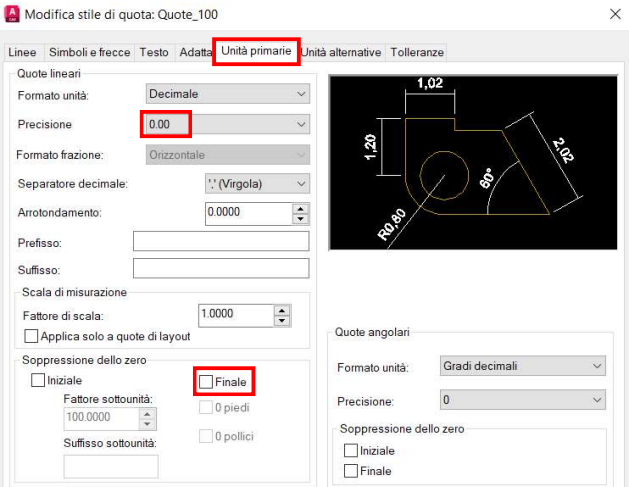 Modifica stile di quota: Quote_100
Linee Simboli e frecce Testo Adatta Unità primarie Unità alternative Tolleranze
Quote lineari
Formato unità: Decimale
Precisione 0.00
Formato frazione: Orizzontale
Separatore decimale: ',' (Virgola)
Arrotondamento: 0.0000
Prefisso:
Suffisso:
Scala di misurazione
Fattore di scala: 1.0000
Applica solo a quote di layout
Soppressione dello zero
Iniziale Finale
Fattore sottounità: 0 piedi
100.0000
Suffisso sottounità: 0 pollici
1,02
1,20
2,02
60°
R0,80
Quote angolari
Formato unità: Gradi decimali
Precisione: 0
Soppressione dello zero
Iniziale
Finale